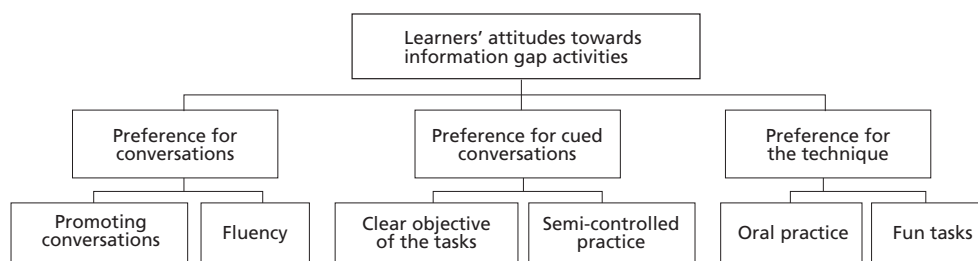 Learners' attitudes towards
information gap activities
Preference for
conversations
Preference for cued
conversations
Preference for
the technique
Promoting
conversations
Fluency
Clear objective
of the tasks
Semi-controlled
practice
Oral practice
Fun tasks